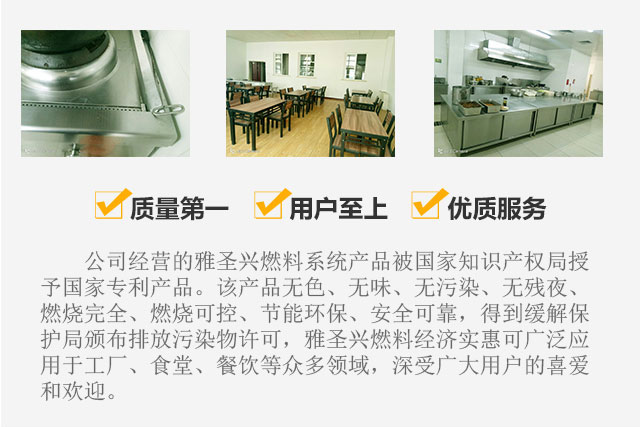 质量第一 用户至上 优质服务
公司经营的雅圣兴燃料系统产品被国家知识产权局授
予国家专利产品。该产品无色、无味、无污染、无残夜、
燃烧完全、燃烧可控、节能环保、安全可靠，得到缓解保
护局颁布排放污染物许可，雅圣兴燃料经济实惠可广泛应
用于工厂、食堂、餐饮等众多领域，深受广大用户的喜爱
和欢迎。